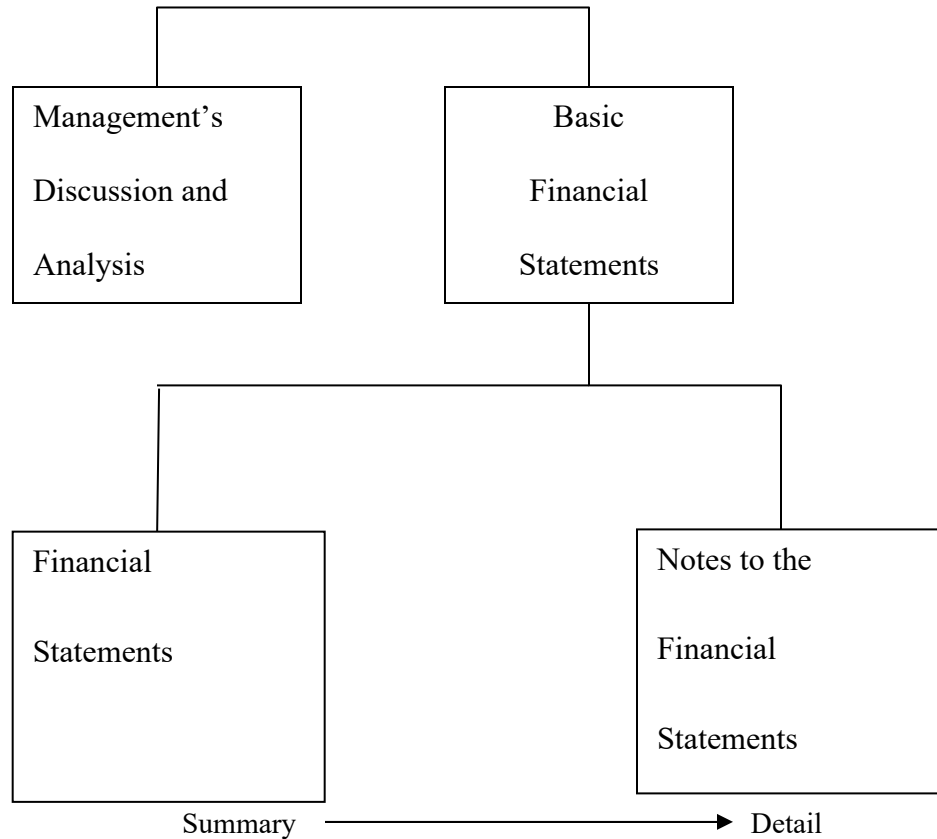 Management’s
Discussion and
Analysis
Basic
Financial
Statements
Financial
Statements
Notes to the
Financial
Statements
Summary
Detail